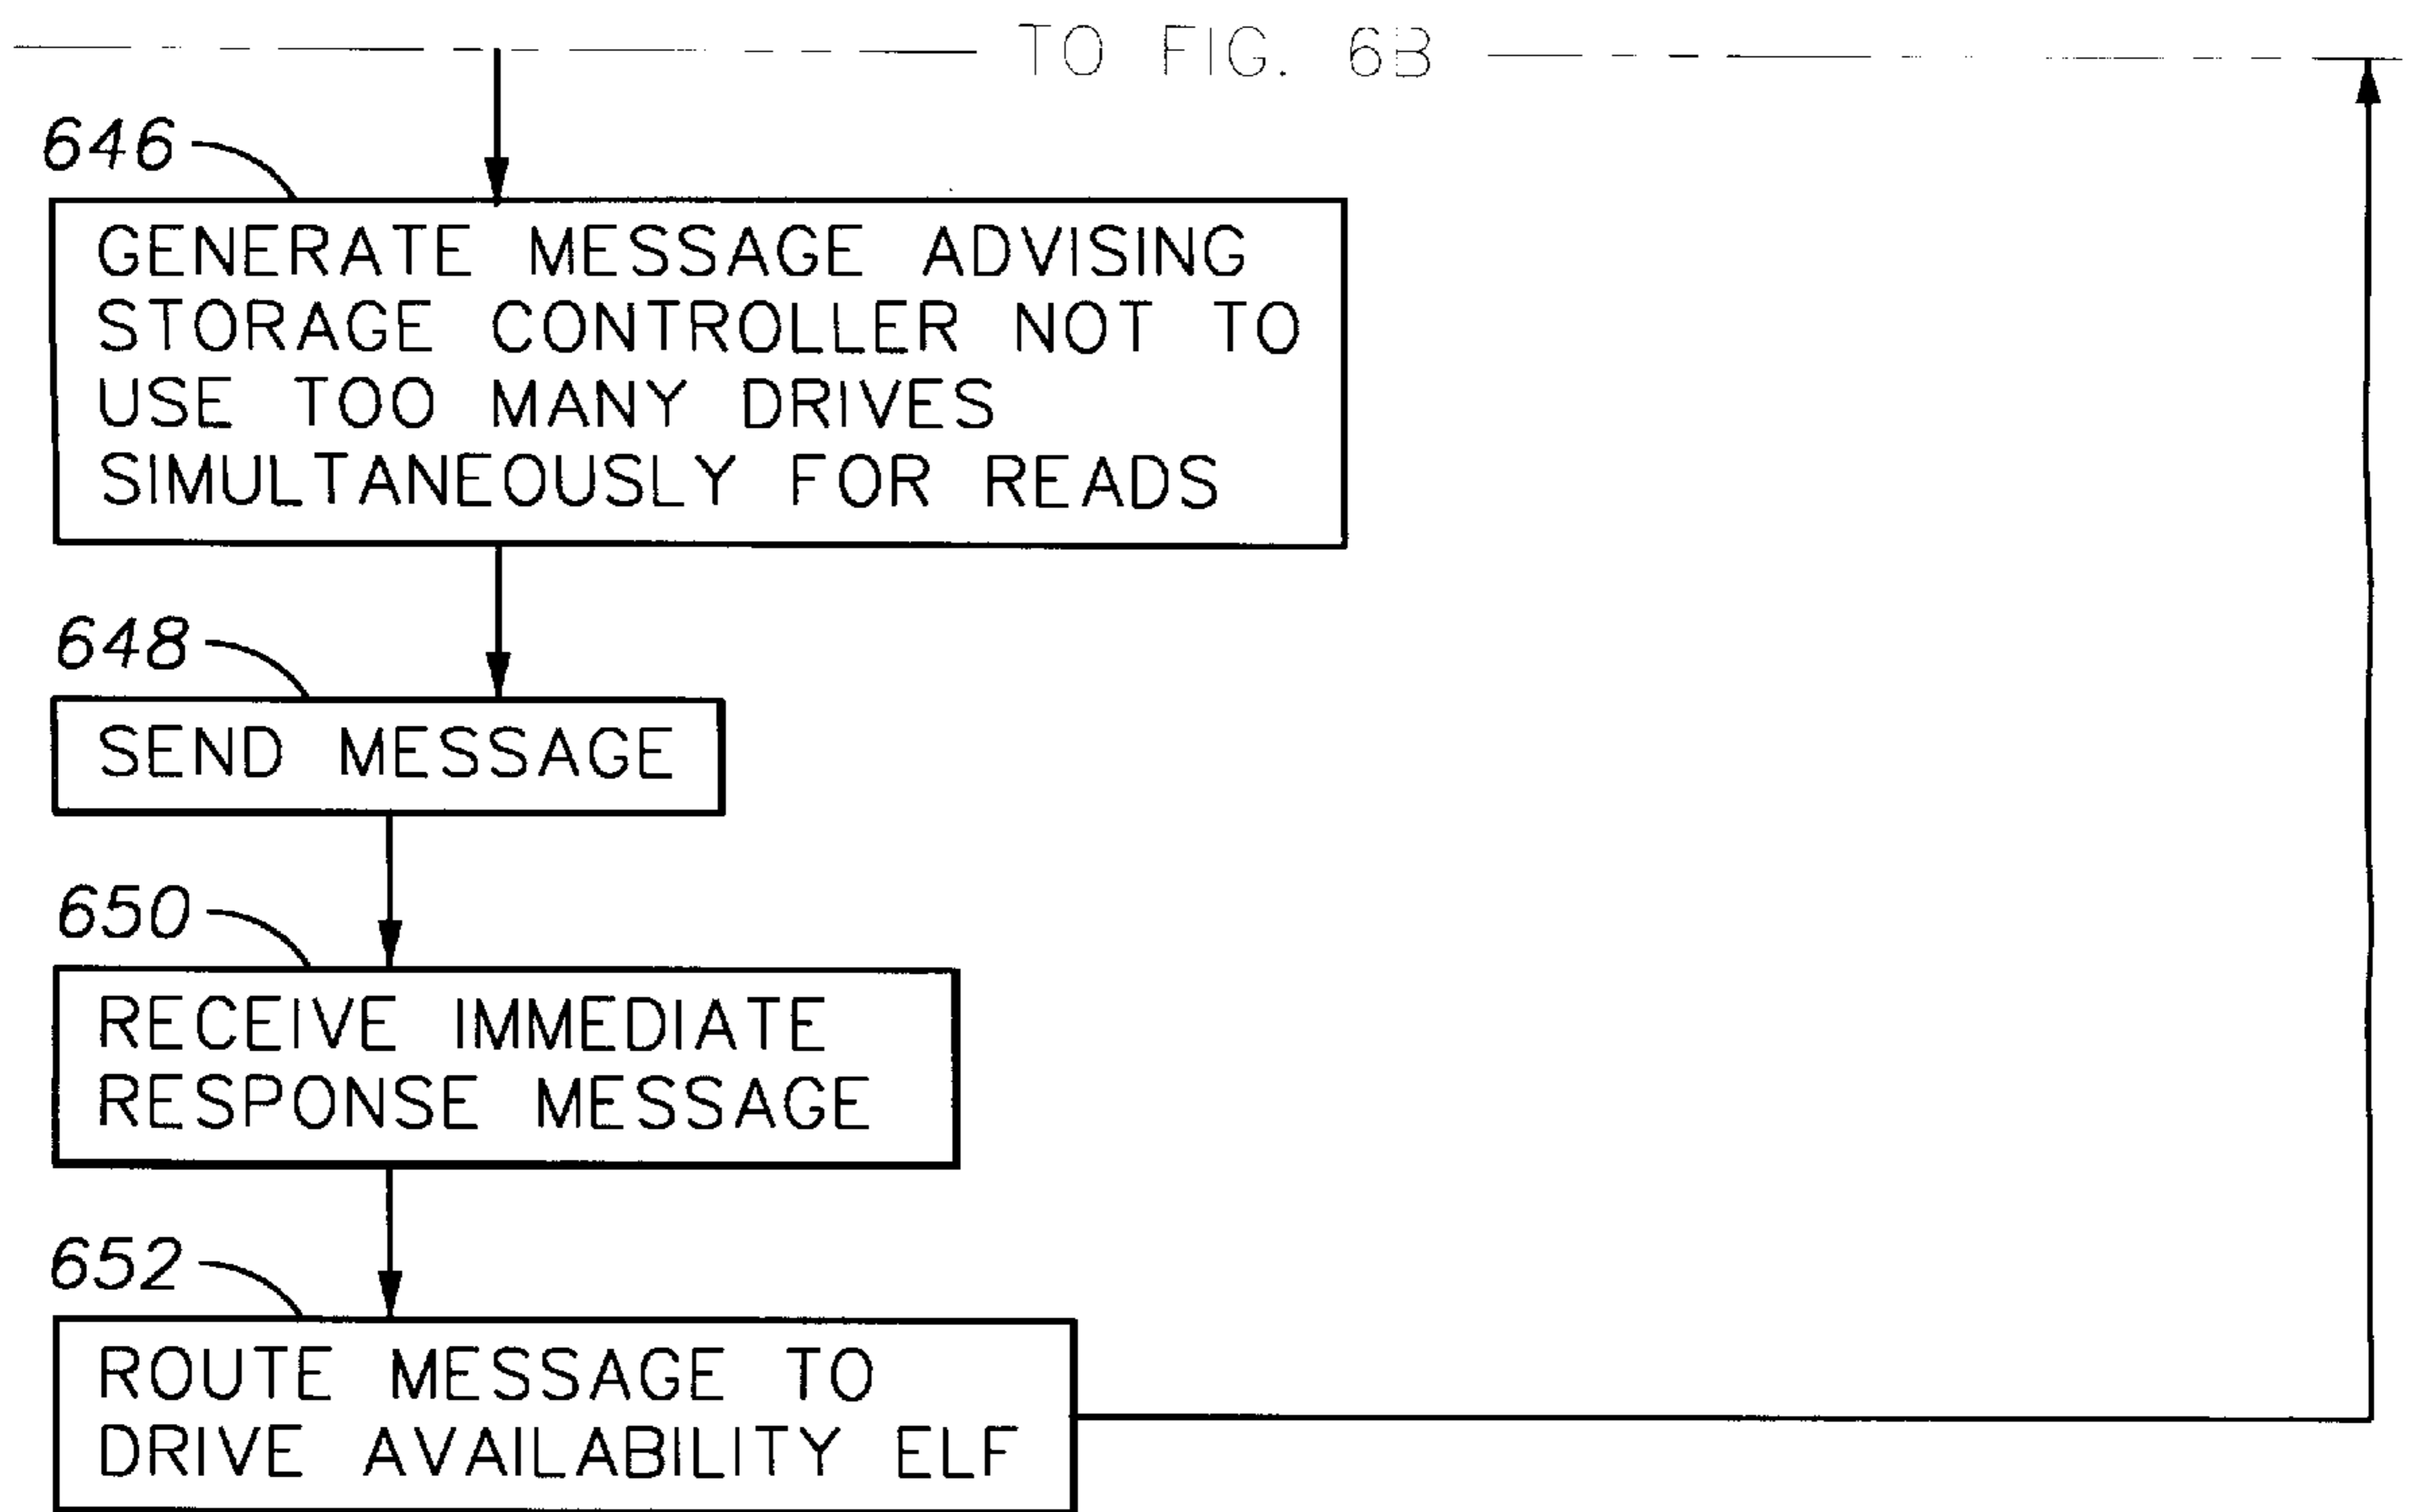 TO FIG. 6B
646
GENERATE MESSAGE ADVISING
STORAGE CONTROLLER NOT TO
USE TOO MANY DRIVES
SIMULTANEOUSLY FOR READS
648
SEND MESSAGE
650
RECEIVE IMMEDIATE
RESPONSE MESSAGE
652
ROUTE MESSAGE TO
DRIVE AVAILABILITY ELF